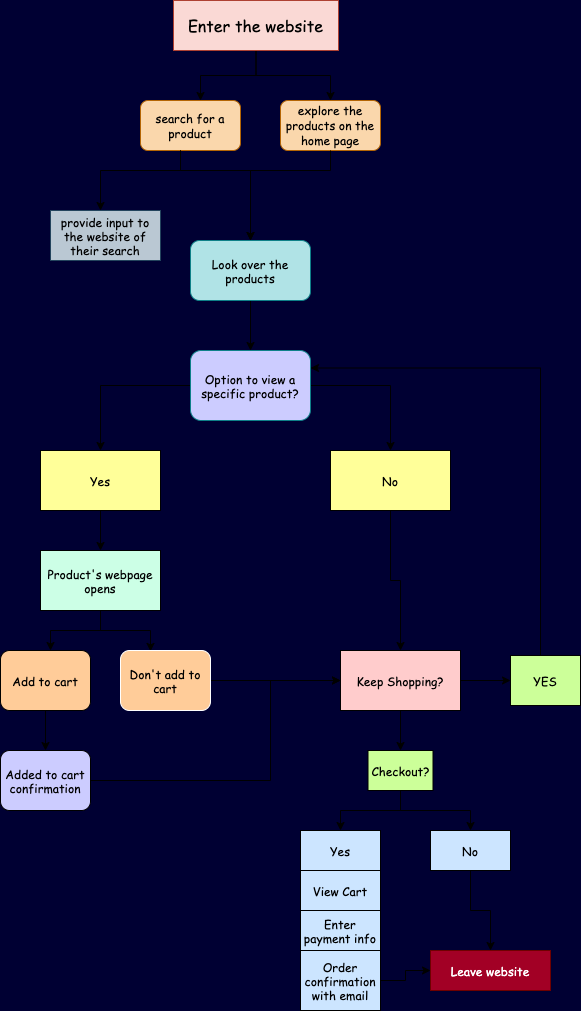 Enter the website
search for a
product
explore the
products on the
home page
provide input to
the website of
their search
Look over the
products
Option to view a
specific product?
Yes
No
Product's webpage
opens
Add to cart
Don't add to
cart
Keep Shopping?
YES
Added to cart
confirmation
Checkout?
Yes
No
View Cart
Enter
payment info
Order
confirmation
with email
Leave website